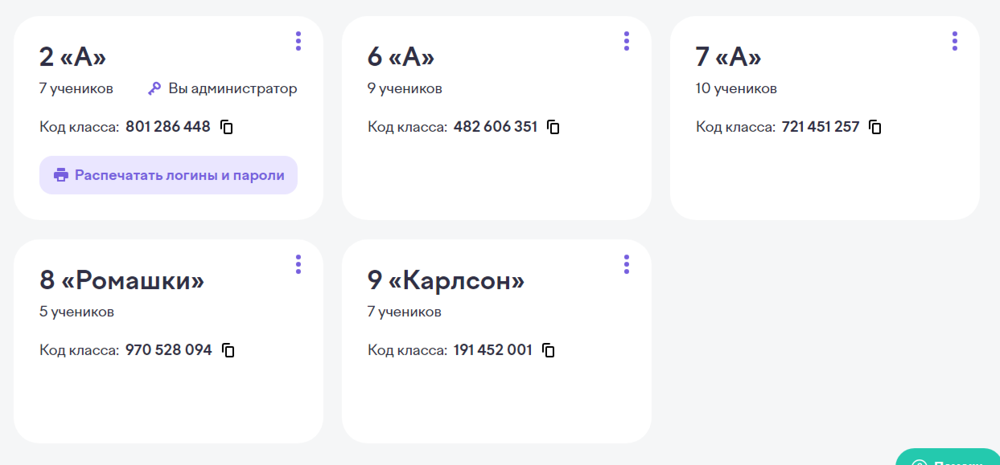 2 «А»
7 учеников
Вы администратор
Код класса: 801 286 448
Распечатать логины и пароли
6 «А»
9 учеников
Код класса: 482 606 351
7 «А»
10 учеников
Код класса: 721 451 257
8 «Ромашки»
5 учеников
Код класса: 970 528 094
9 «Карлсон»
7 учеников
Код класса: 191 452 001